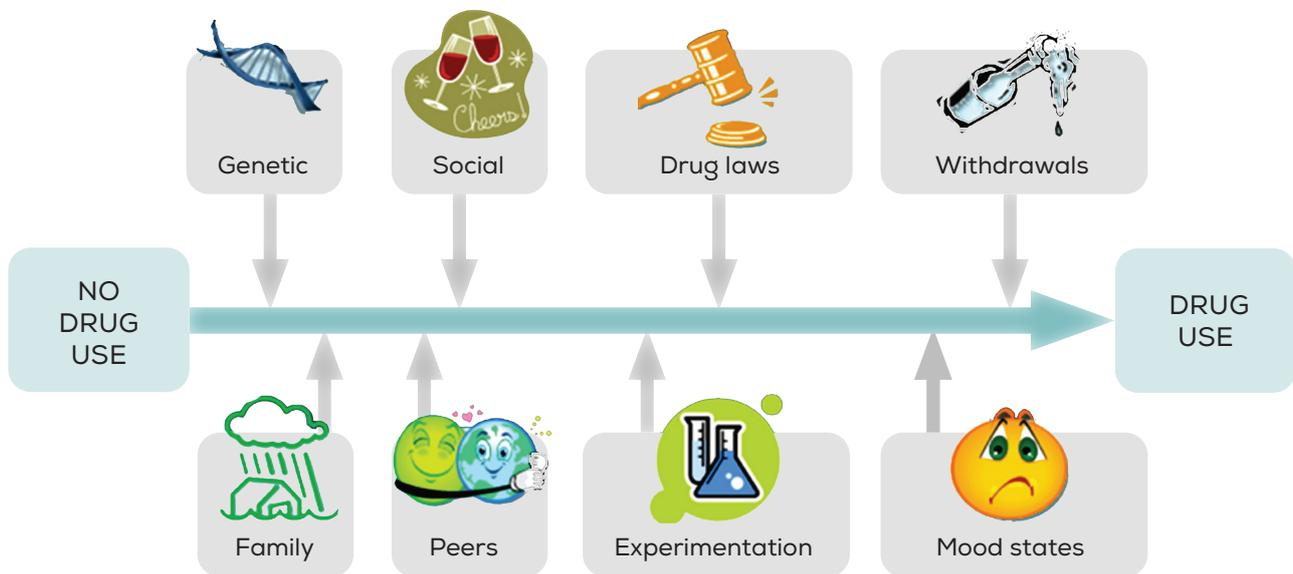 Cheers!
Genetic
Social
Drug laws
Withdrawals
NO
DRUG
USE
DRUG
USE
Family
Peers
Experimentation
Mood states